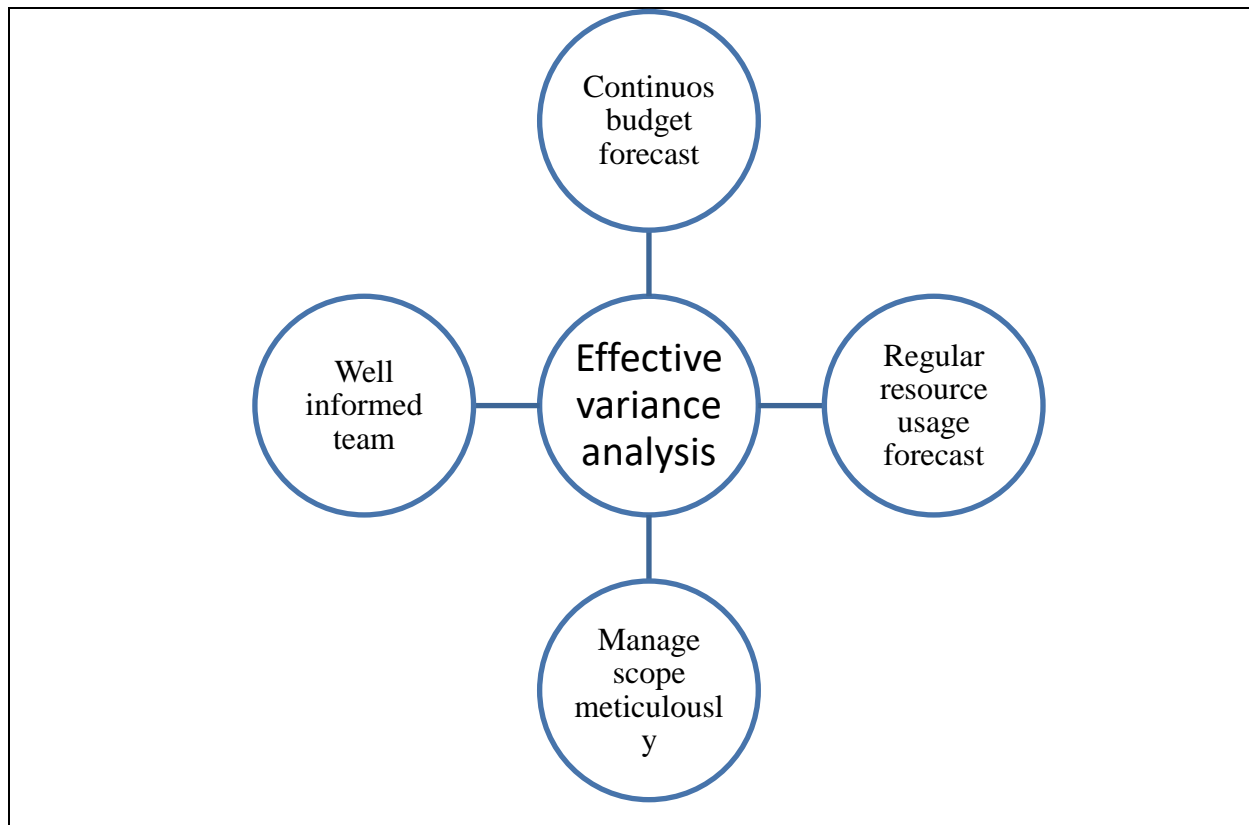 Continuos
budget
forecast
Well
informed
team
Effective
variance
analysis
Regular
resource
usage
forecast
Manage
scope
meticulousl
y